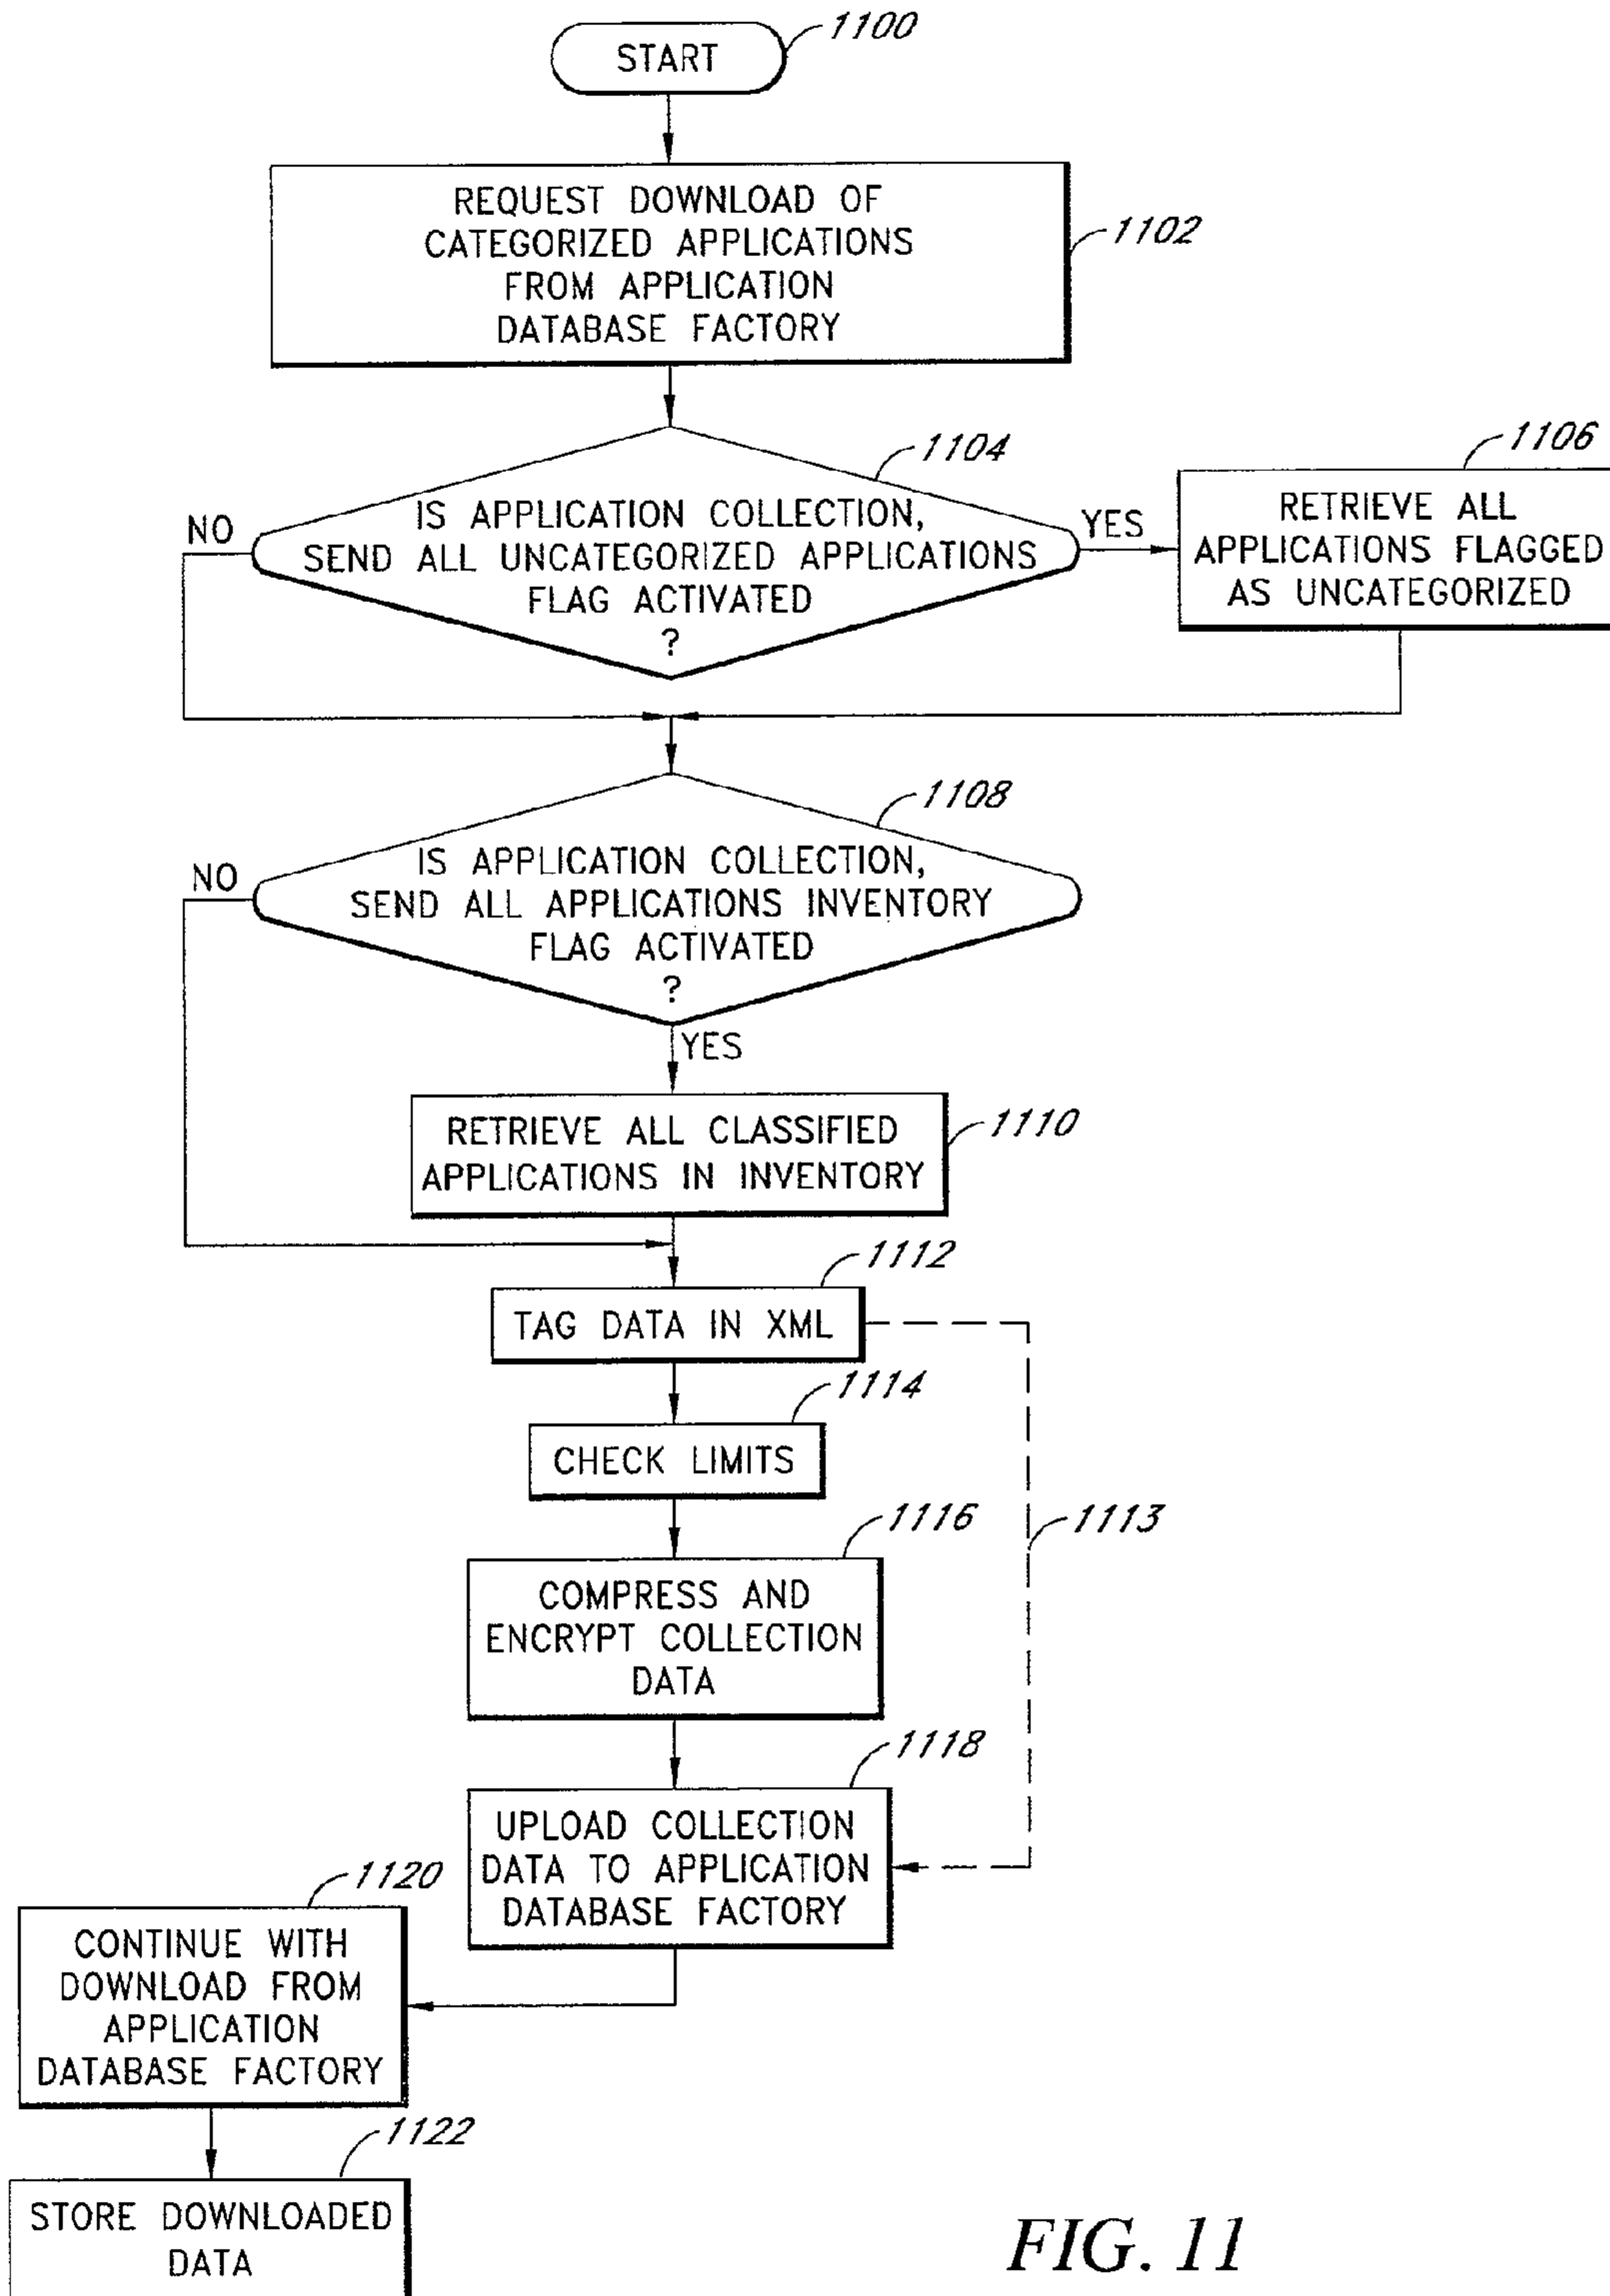 1100
START
REQUEST DOWNLOAD OF
CATEGORIZED APPLICATIONS
FROM APPLICATION
DATABASE FACTORY
1102
1104
IS APPLICATION COLLECTION,
SEND ALL UNCATEGORIZED APPLICATIONS
FLAG ACTIVATED
?
NO
YES
1106
RETRIEVE ALL
APPLICATIONS FLAGGED
AS UNCATEGORIZED
1108
IS APPLICATION COLLECTION,
SEND ALL APPLICATIONS INVENTORY
FLAG ACTIVATED
?
NO
YES
RETRIEVE ALL CLASSIFIED
APPLICATIONS IN INVENTORY
1110
1112
TAG DATA IN XML
1113
1114
CHECK LIMITS
1116
COMPRESS AND
ENCRYPT COLLECTION
DATA
1118
UPLOAD COLLECTION
DATA TO APPLICATION
DATABASE FACTORY
1120
CONTINUE WITH
DOWNLOAD FROM
APPLICATION
DATABASE FACTORY
1122
STORE DOWNLOADED
DATA
FIG. 11